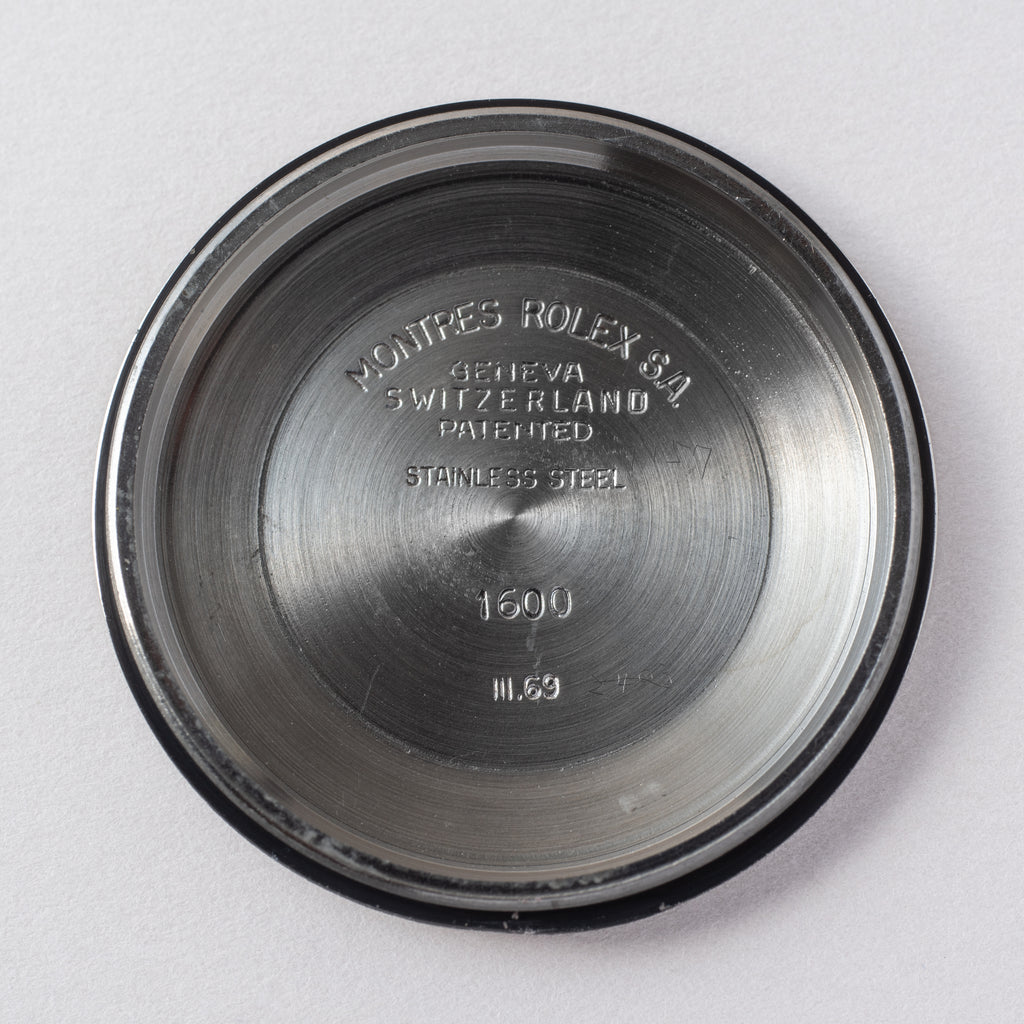 MONTRES ROLEX S.A.
GENEVA
SWITZERLAND
PATENTED
STAINLESS STEEL
1600
III.69